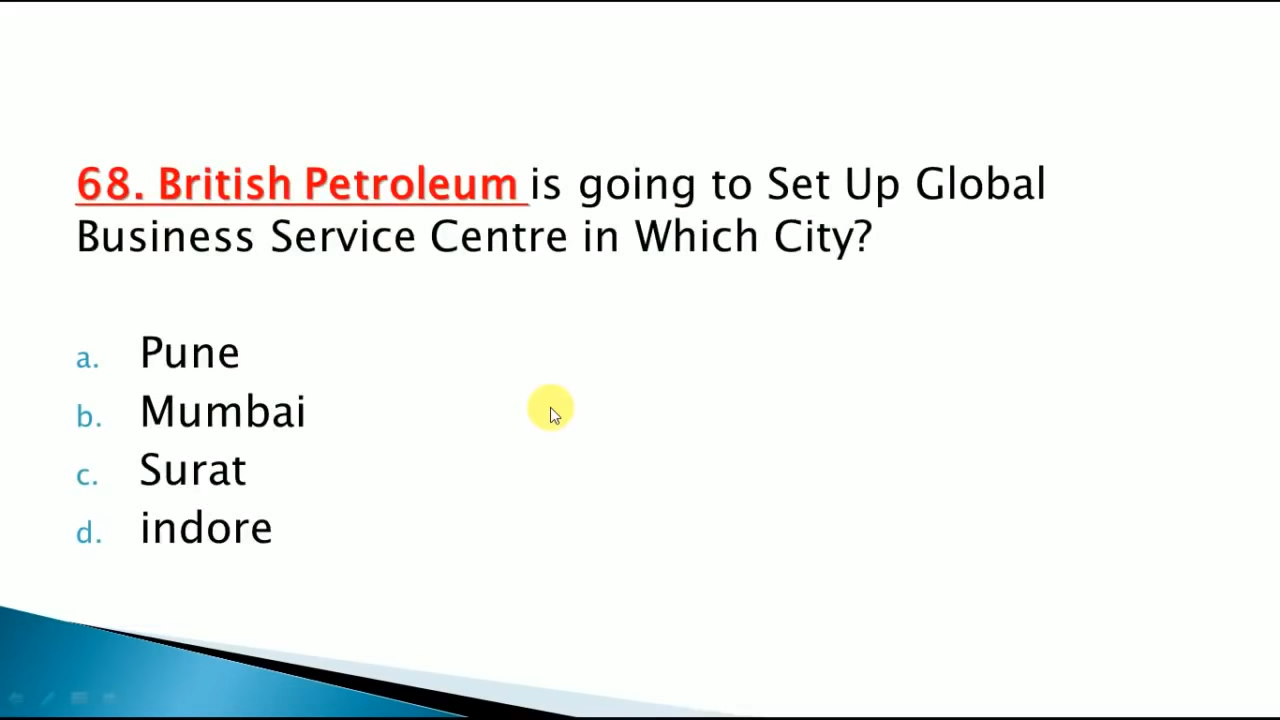 68. British Petroleum is going to Set Up Global
Business Service Centre in Which City?
a. Pune
b. Mumbai
c. Surat
d. indore